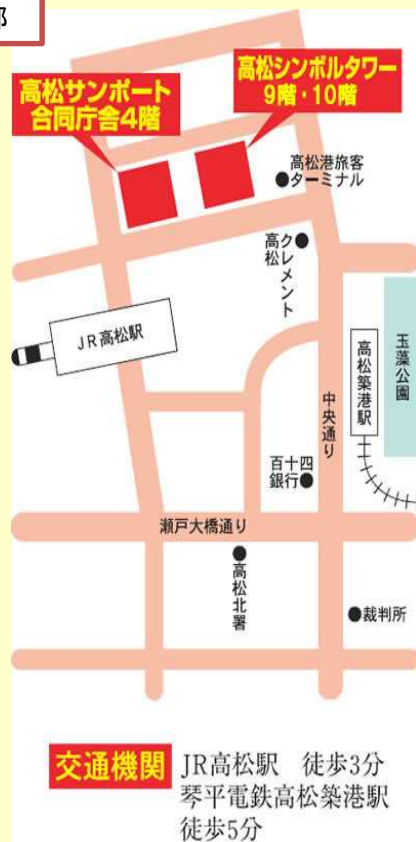 部
高松サンポート
合同庁舎4階
高松シンボルタワー
9階・10階
高松港旅客
ターミナル
クレメント
高松
JR高松駅
高松築港駅
玉藻公園
中央通り
百十四
銀行
瀬戸大橋通り
高松北署
裁判所
交通機関 JR高松駅 徒歩3分
琴平電鉄高松築港駅
徒歩5分